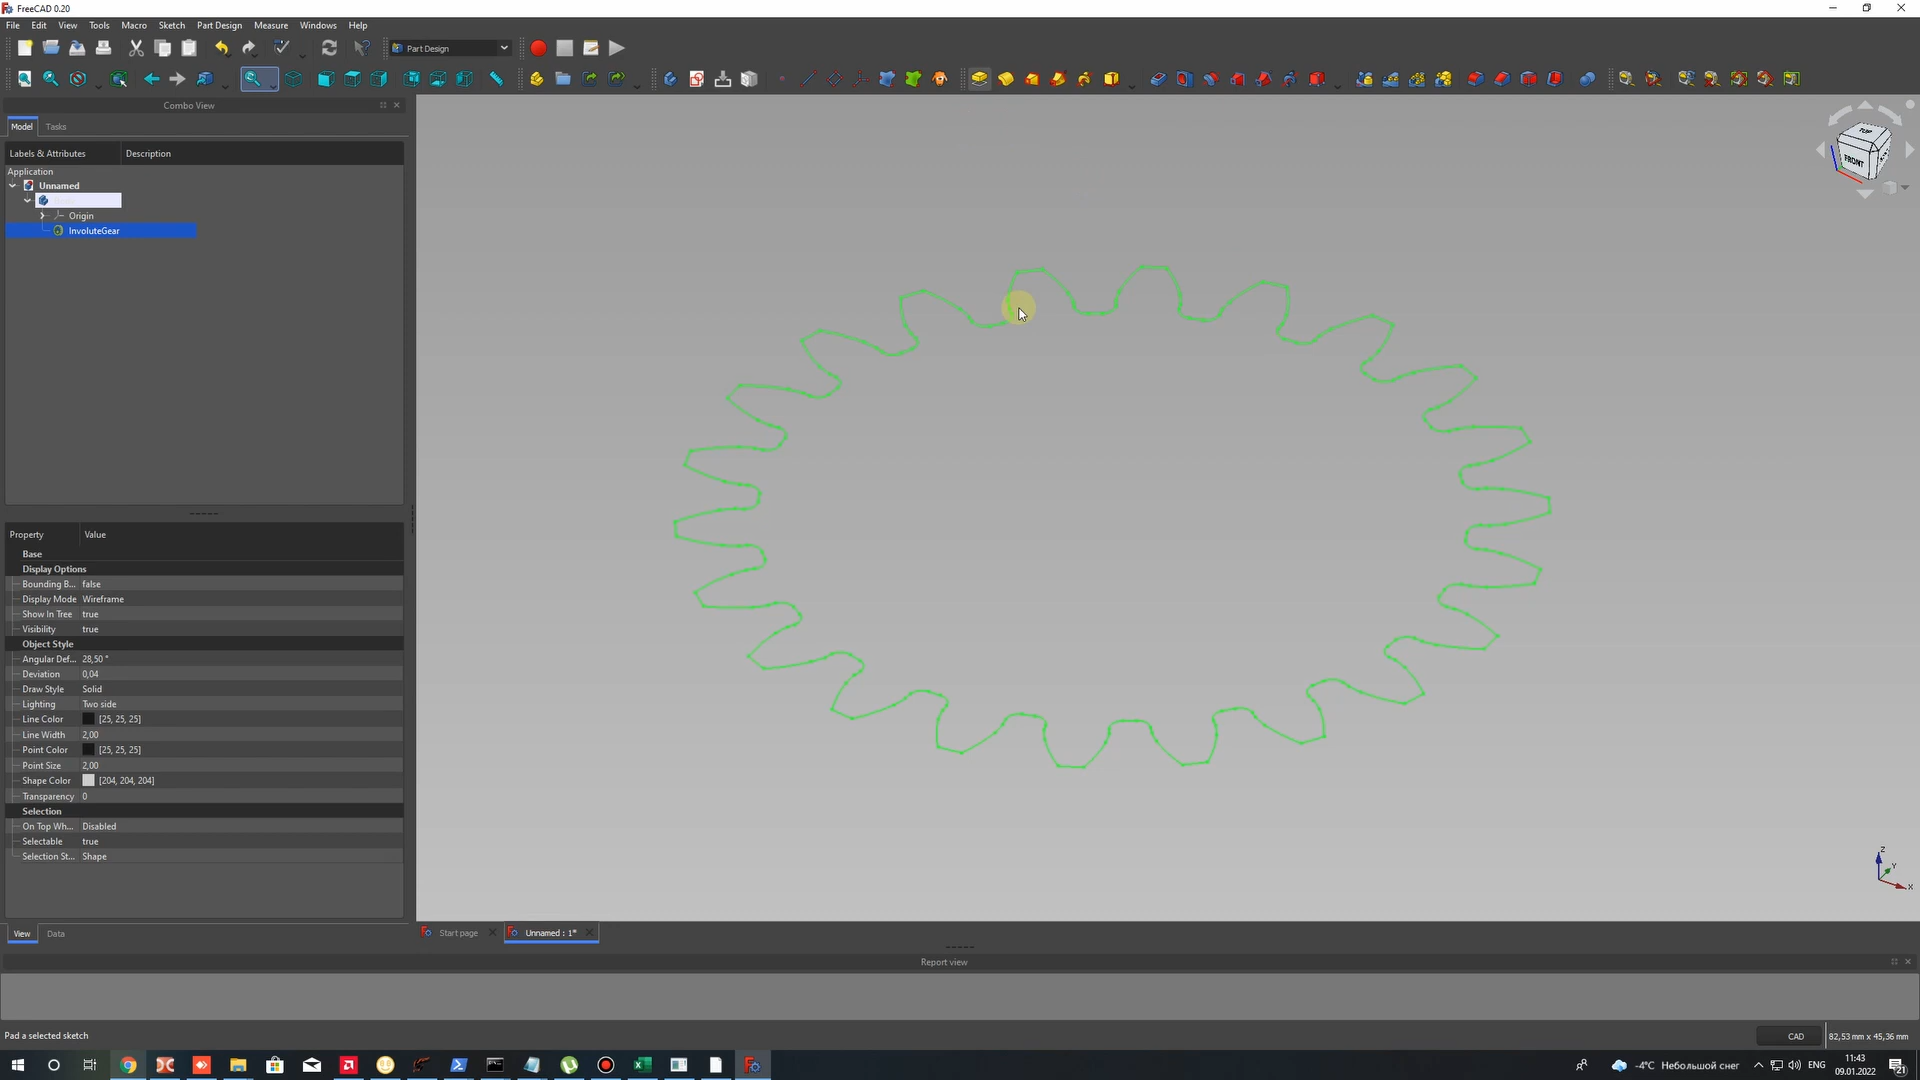 FreeCAD 0.20
File Edit View Tools Macro Sketch Part Design Measure Windows Help
Part Design
Combo View
Model Tasks
Labels & Attributes Description
Application
Unnamed
Origin
InvoluteGear
Property Value
Base
Display Options
Bounding B... false
Display Mode Wireframe
Show In Tree true
Visibility true
Object Style
Angular Def... 28,50 °
Deviation 0,04
Draw Style Solid
Lighting Two side
Line Color [25, 25, 25]
Line Width 2,00
Point Color [25, 25, 25]
Point Size 2,00
Shape Color [204, 204, 204]
Transparency 0
Selection
On Top Wh... Disabled
Selectable true
Selection St... Shape
View Data
TOP
FRONT
Z
Y
X
Start page Unnamed : 1*
Report view
Pad a selected sketch
CAD 82,53 mm x 45,36 mm
-4°C Небольшой снег ENG 11:43
09.01.2022
21